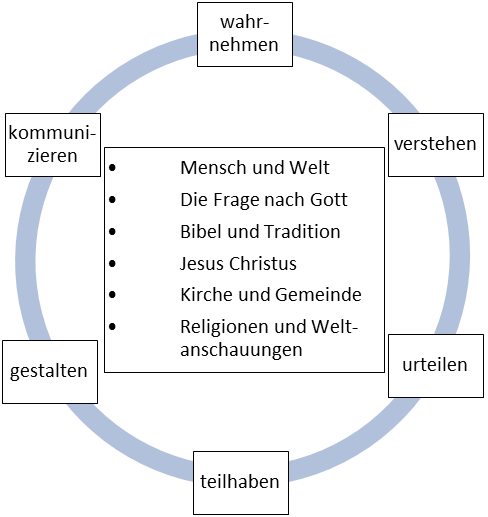 wahr-
nehmen
kommuni-
zieren
verstehen
• Mensch und Welt
• Die Frage nach Gott
• Bibel und Tradition
• Jesus Christus
• Kirche und Gemeinde
• Religionen und Welt-
anschauungen
gestalten
urteilen
teilhaben